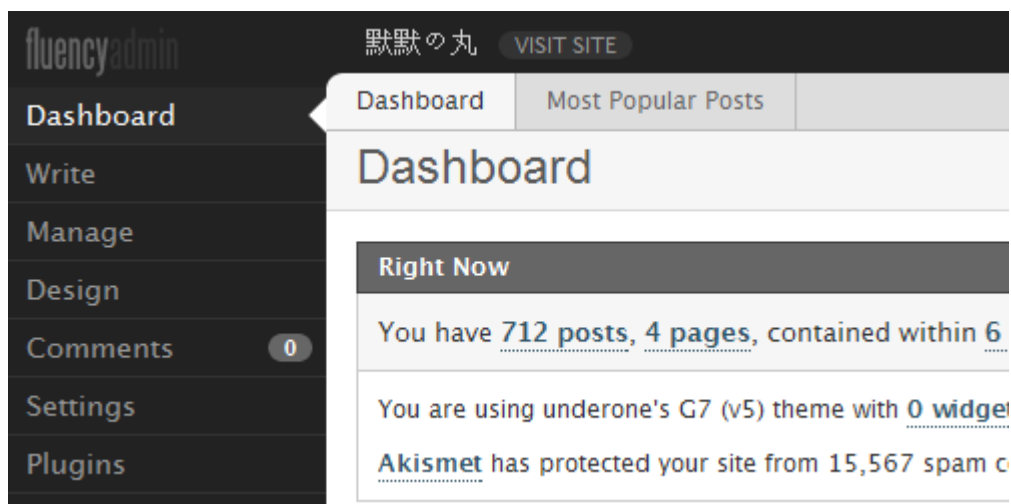 fluencyadmin
默默の丸 VISIT SITE
Dashboard
Write
Manage
Design
Comments 0
Settings
Plugins
Dashboard Most Popular Posts
Dashboard
Right Now
You have 712 posts, 4 pages, contained within 6
You are using underone's G7 (v5) theme with 0 widget
Akismet has protected your site from 15,567 spam